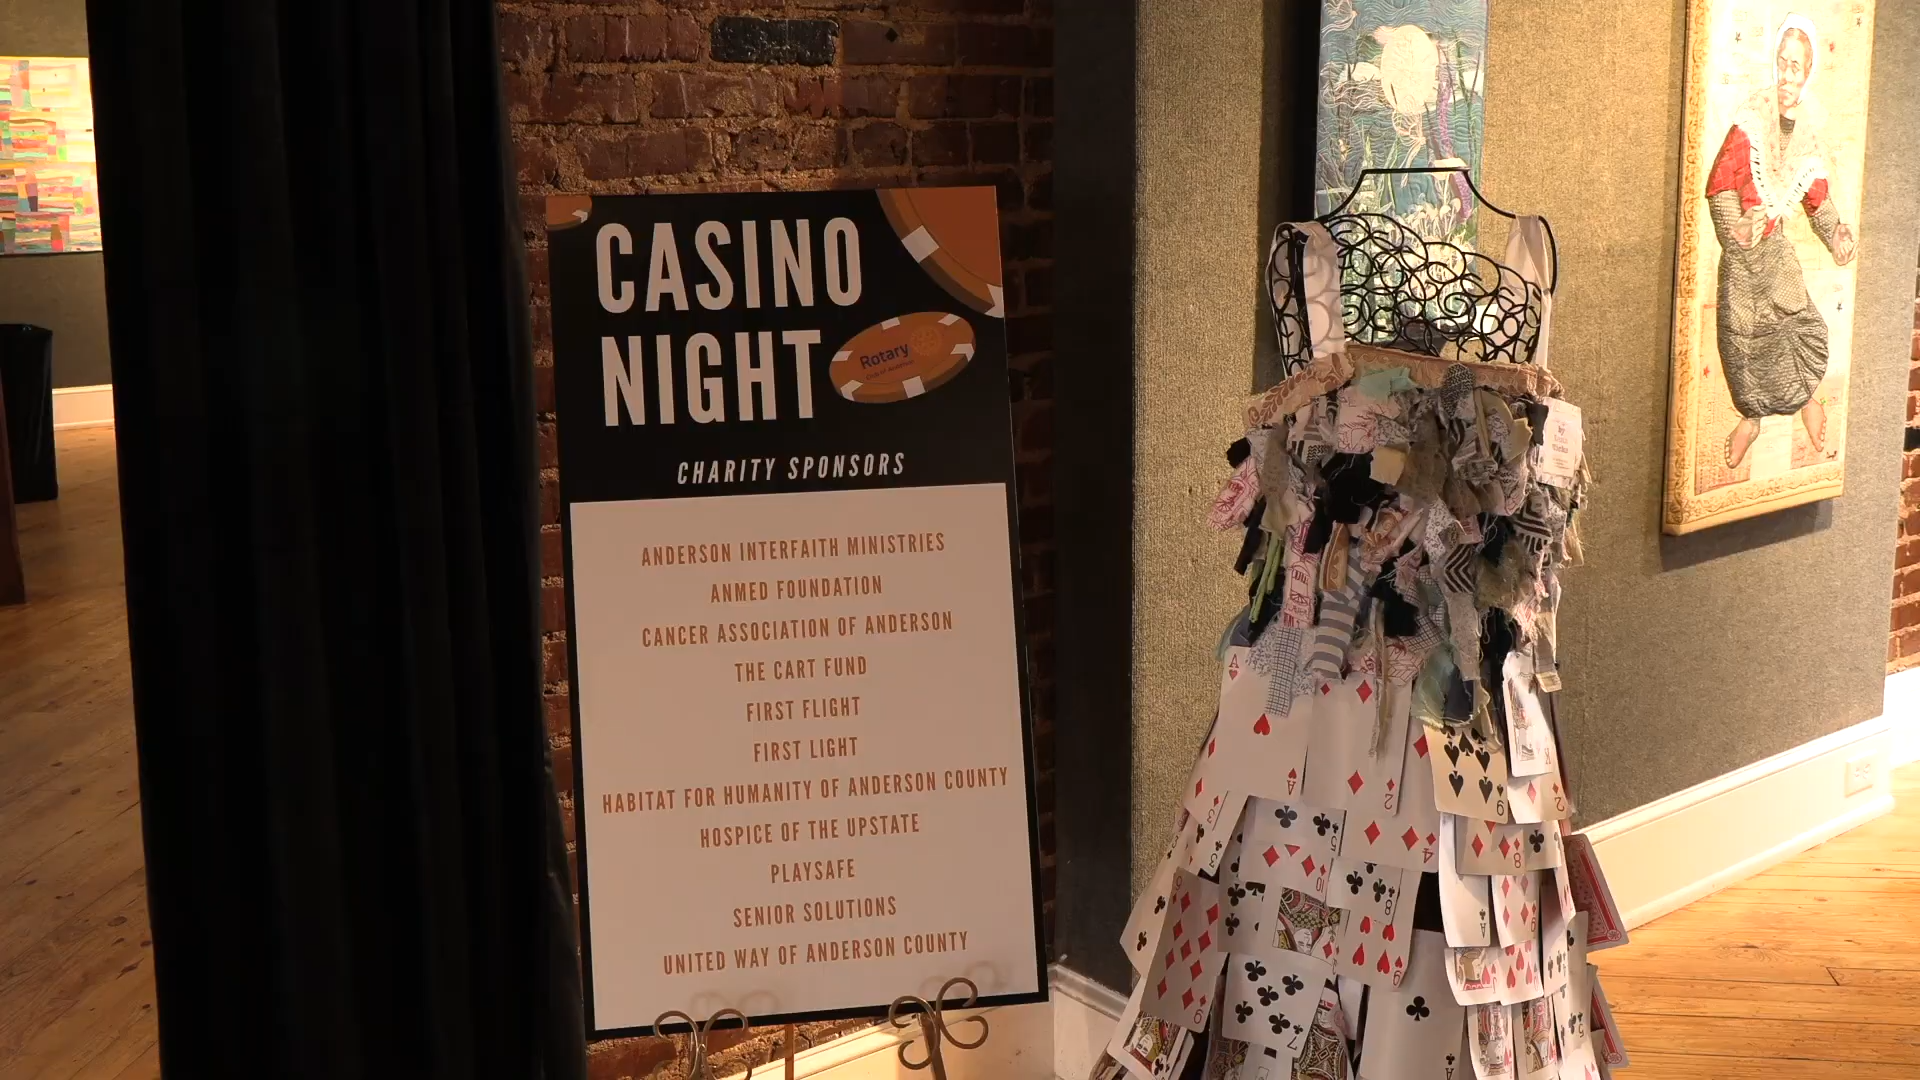 CASINO
NIGHT
Rotary
CHARITY SPONSORS
ANDERSON INTERFAITH MINISTRIES
ANMED FOUNDATION
CANCER ASSOCIATION OF ANDERSON
THE CART FUND
FIRST FLIGHT
FIRST LIGHT
HABITAT FOR HUMANITY OF ANDERSON COUNTY
HOSPICE OF THE UPSTATE
PLAYSAFE
SENIOR SOLUTIONS
UNITED WAY OF ANDERSON COUNTY